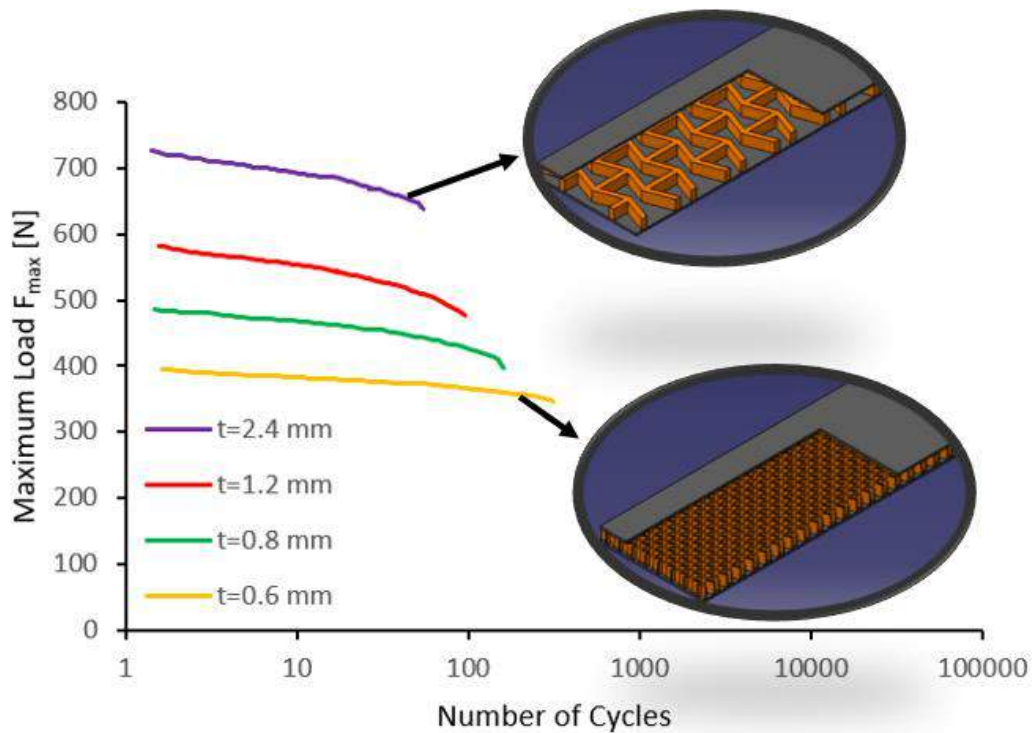 800
700
600
500
400
300
200
100
0
Maximum Load Fmax [N]
t=2.4 mm
t=1.2 mm
t=0.8 mm
t=0.6 mm
1 10 100 1000 10000 100000
Number of Cycles